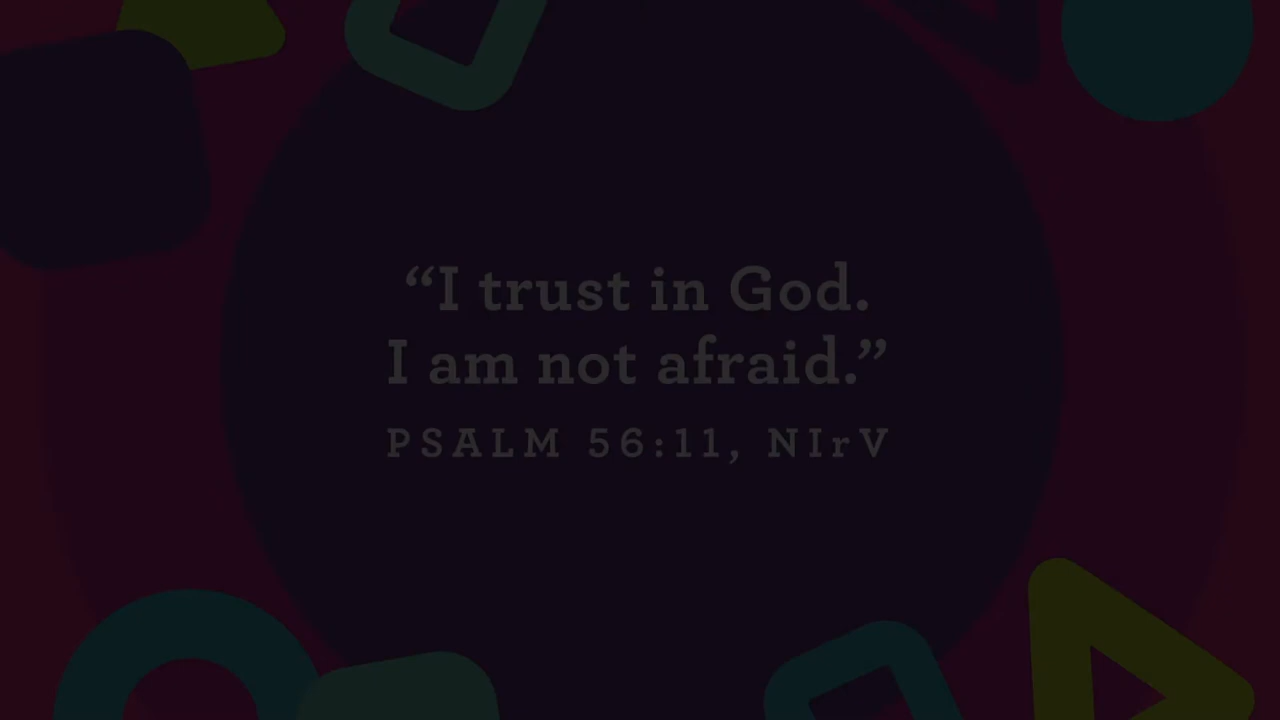 “I trust in God.
I am not afraid.”
PSALM 56:11, NIrV